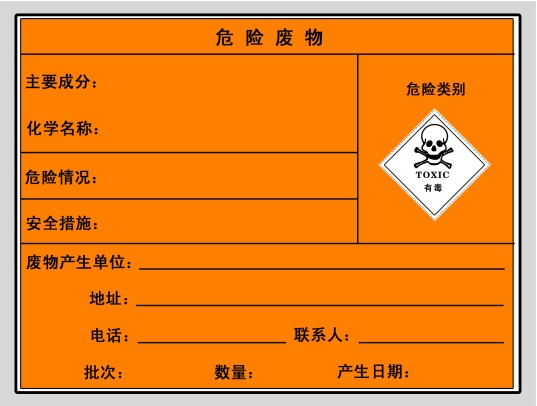 危险废物
主要成分：
危险类别
化学名称：
TOXIC
危险情况：
有毒
安全措施：
废物产生单位：
地址：
电话： 联系人：
批次： 数量： 产生日期：